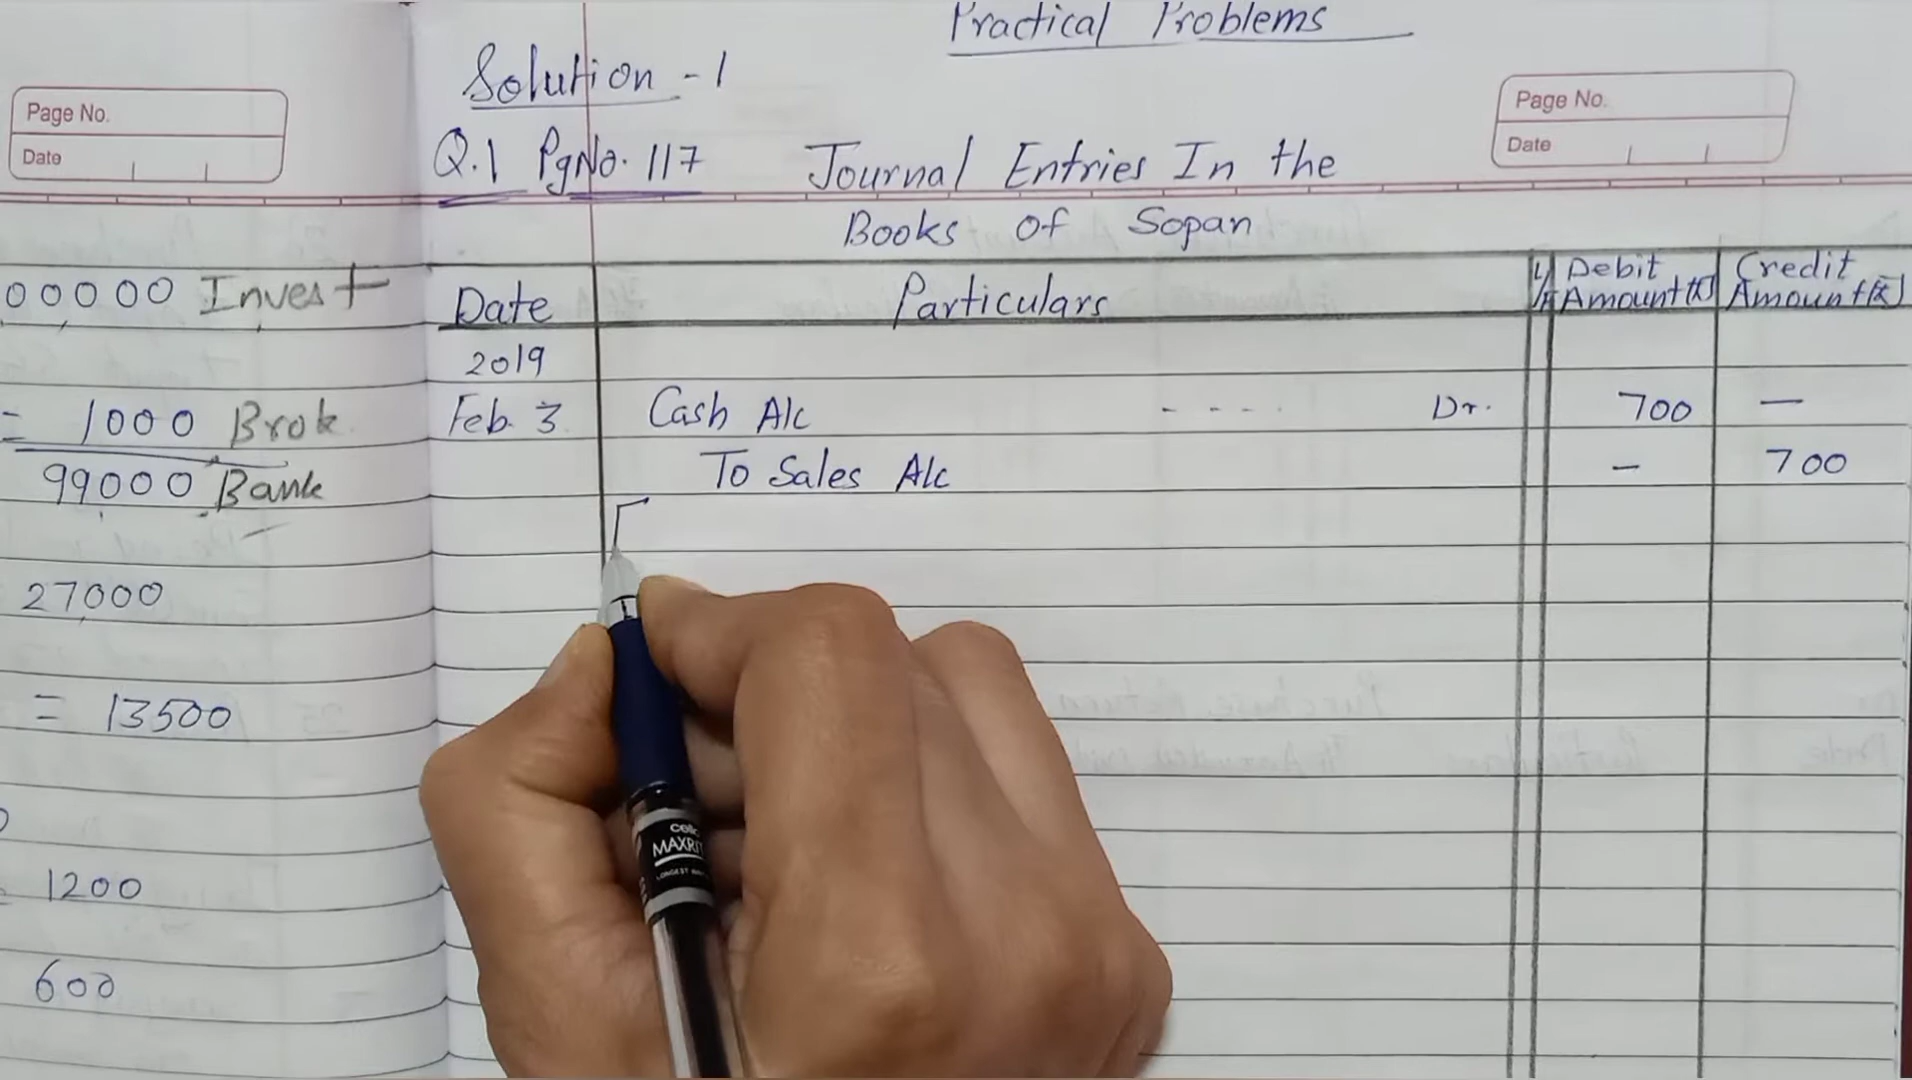 Practical Problems
Solution - 1
Page No.
Date
Page No.
Date
Q.1 PgNo. 117 Journal Entries In the
Books of Sopan
00000 Invest
= 1000 Brok
99000 Bank
27000
= 13500
1200
600
Date Particulars L/F Debit Amount(₹) Credit Amount(₹)
2019
Feb. 3 Cash A/c - - - - Dr. 700 —
To Sales A/c — 700
cello
MAXRIT